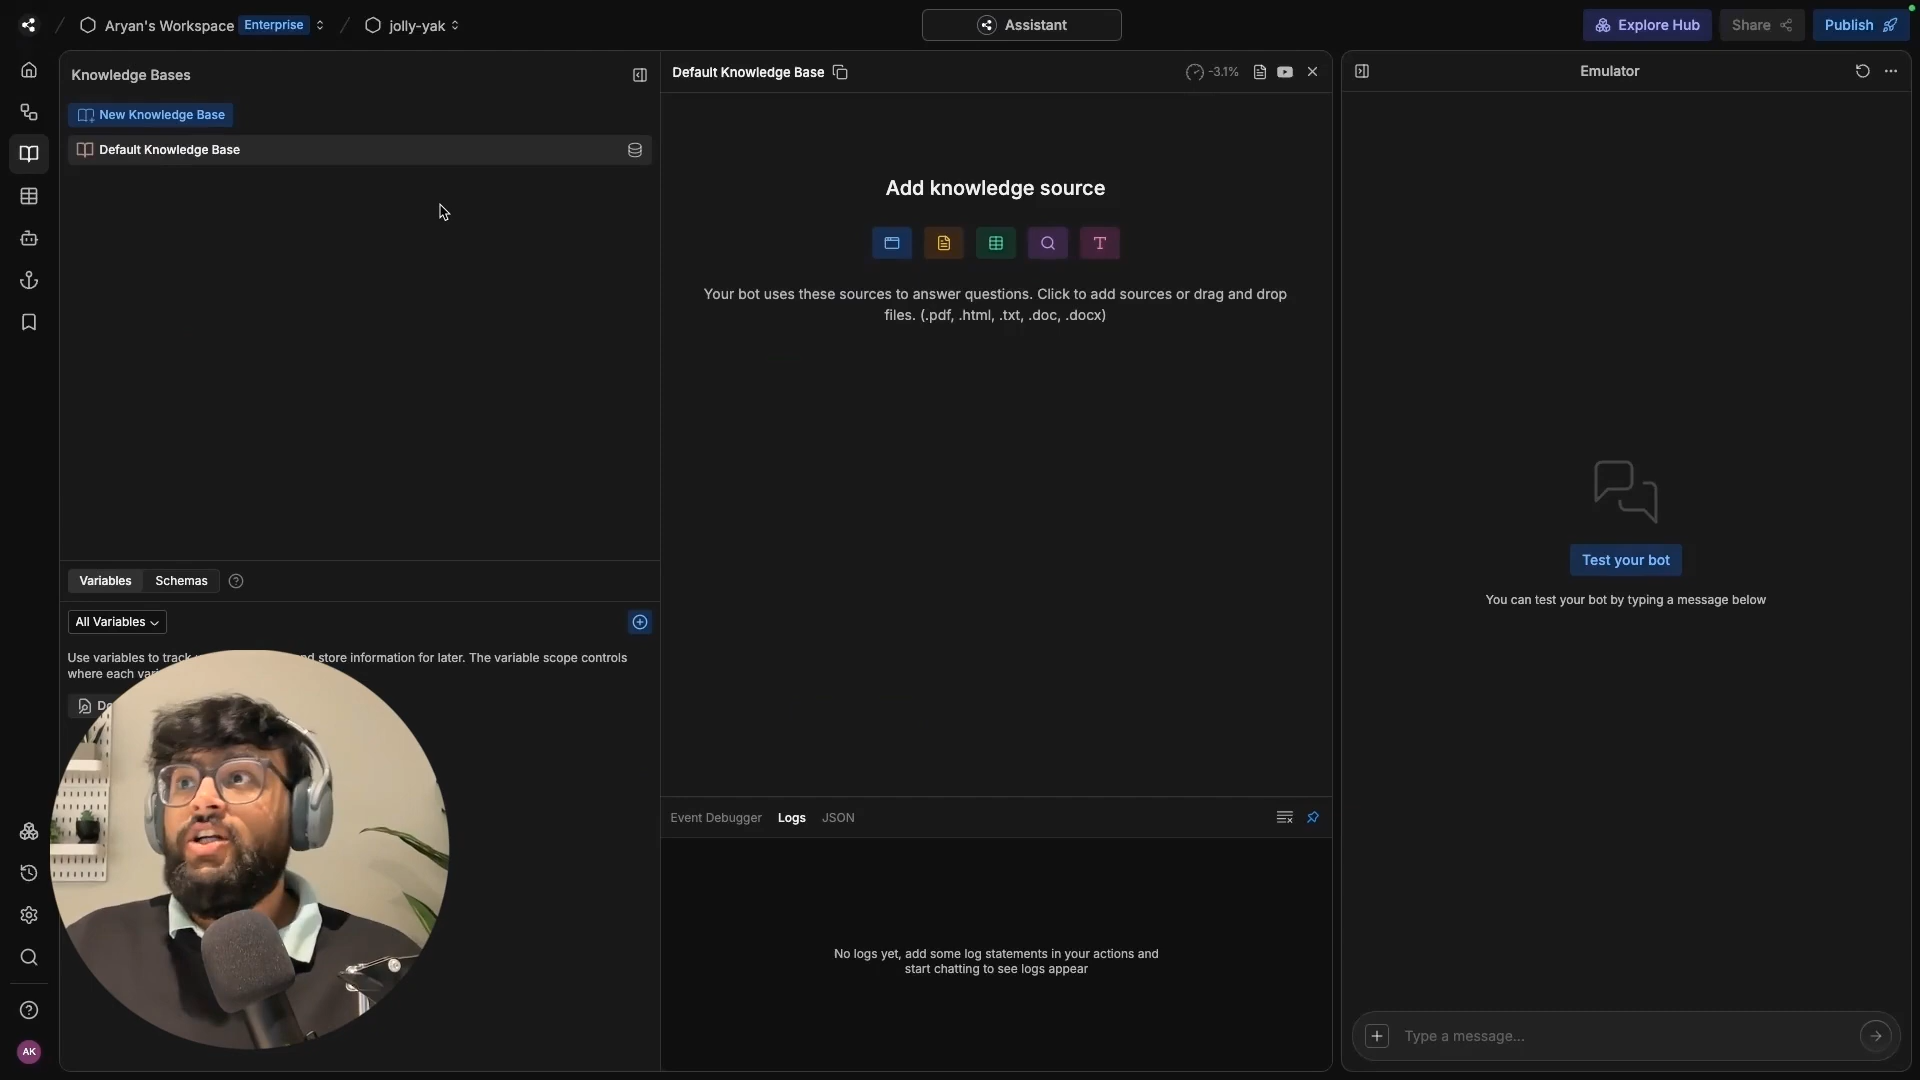 Aryan's Workspace Enterprise
jolly-yak
Assistant
Explore Hub
Share
Publish
Knowledge Bases
New Knowledge Base
Default Knowledge Base
Default Knowledge Base
-3.1%
Add knowledge source
Your bot uses these sources to answer questions. Click to add sources or drag and drop
files. (.pdf, .html, .txt, .doc, .docx)
Emulator
Test your bot
You can test your bot by typing a message below
Variables
Schemas
All Variables
Use variables to track store information for later. The variable scope controls
where each
Event Debugger
Logs
JSON
No logs yet, add some log statements in your actions and
start chatting to see logs appear
Type a message...
AK